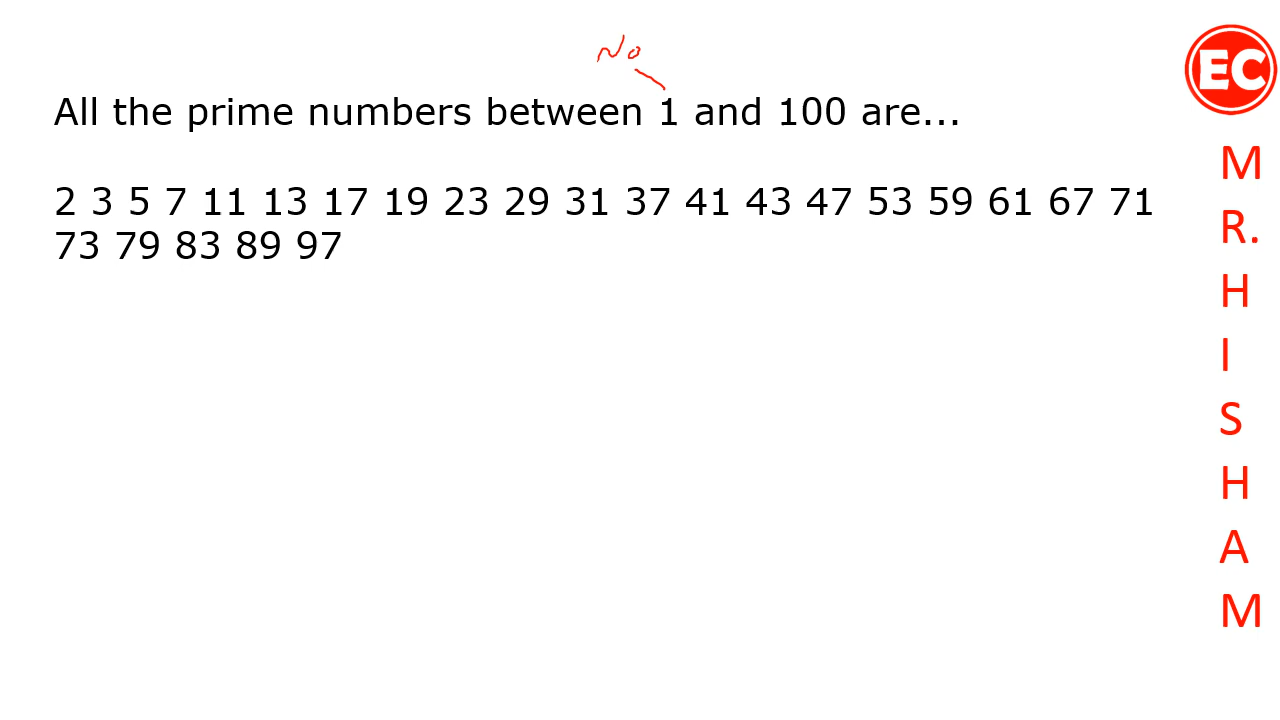 No
All the prime numbers between 1 and 100 are...
2 3 5 7 11 13 17 19 23 29 31 37 41 43 47 53 59 61 67 71
73 79 83 89 97
EC
M
R.
H
I
S
H
A
M